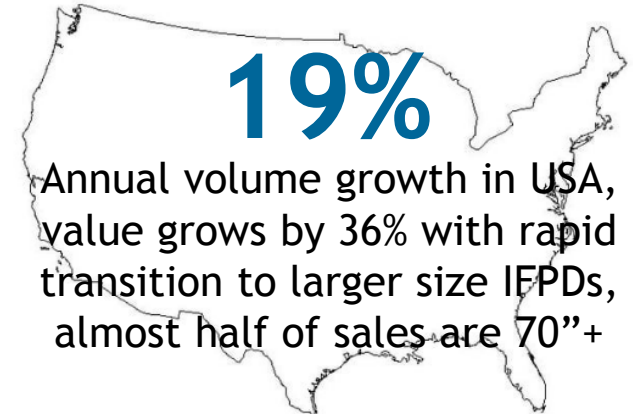 19%
Annual volume growth in USA,
value grows by 36% with rapid
transition to larger size IFPDs,
almost half of sales are 70”+